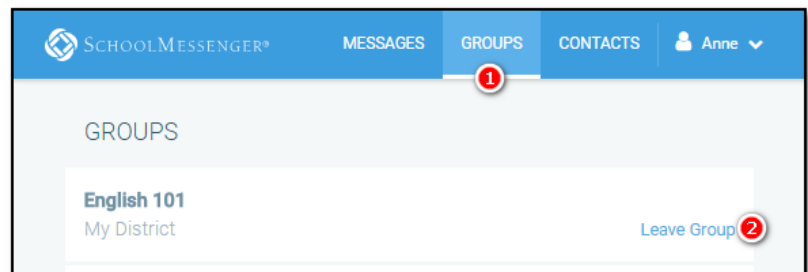 SCHOOLMESSENGER® MESSAGES GROUPS CONTACTS Anne
1
GROUPS
English 101
My District
Leave Group 2